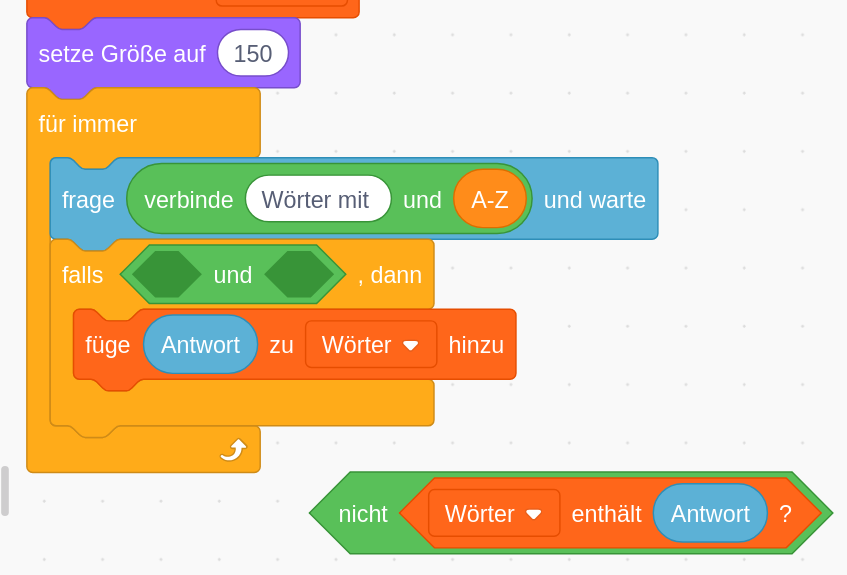 setze Größe auf 150
für immer
frage verbinde Wörter mit und A-Z und warte
falls und , dann
füge Antwort zu Wörter hinzu
nicht Wörter enthält Antwort ?